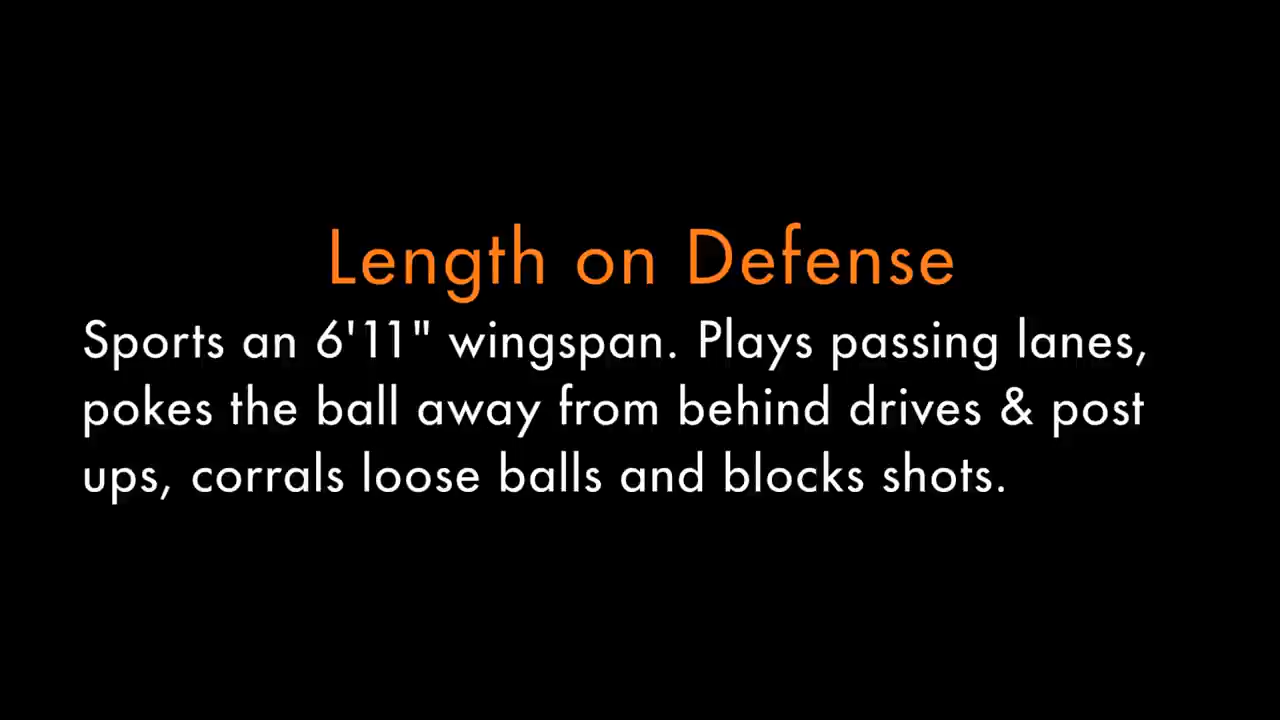 Length on Defense
Sports an 6'11" wingspan. Plays passing lanes,
pokes the ball away from behind drives & post
ups, corrals loose balls and blocks shots.